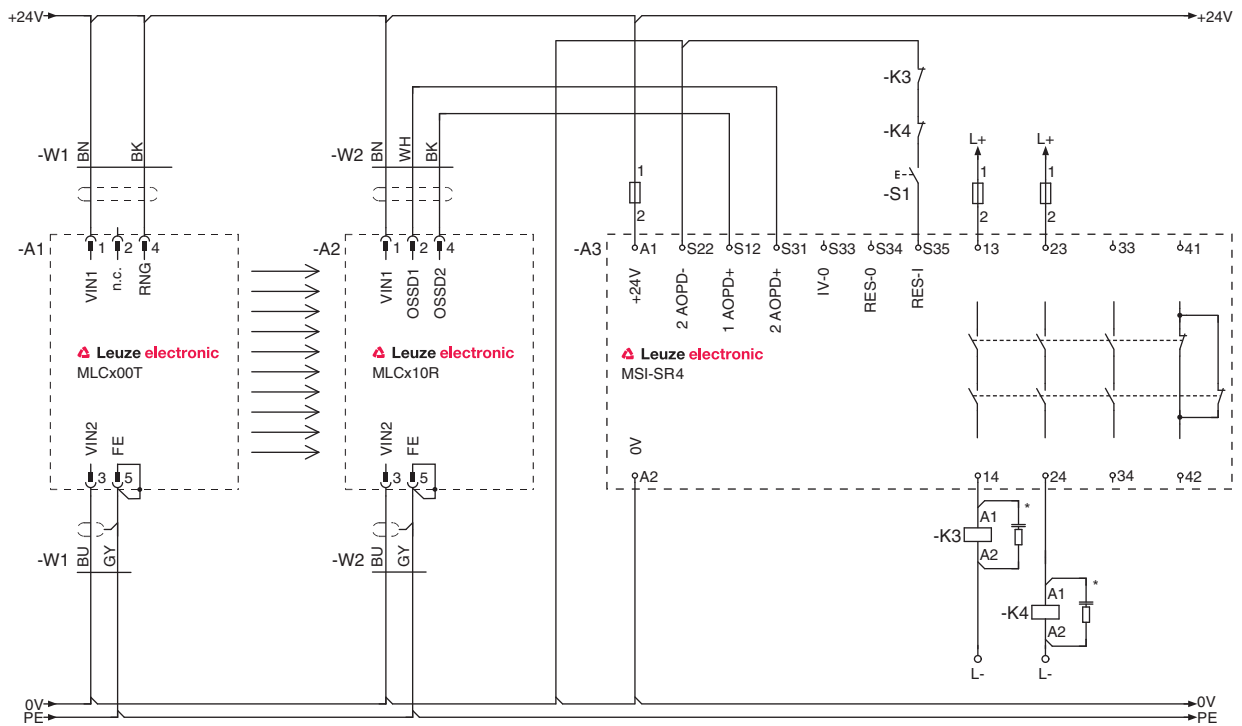 +24V +24V
-K3
-K4
L+ L+
-W1 BN BK
-W2 BN WH BK
1 1 1
E-- -S1
2 2 2
-A1 1 2 4
-A2 1 2 4
-A3 A1 S22 S12 S31 S33 S34 S35 13 23 33 41
VIN1 n.c. RNG
VIN1 OSSD1 OSSD2
+24V 2 AOPD- 1 AOPD+ 2 AOPD+ IV-0 RES-0 RES-I
Leuze electronic
MLCx00T
Leuze electronic
MLCx10R
Leuze electronic
MSI-SR4
VIN2 FE
VIN2 FE
0V
3 5
3 5
A2 14 24 34 42
-W1 BU GY
-W2 BU GY
-K3 A1 A2 *
-K4 A1 A2 *
L- L-
0V 0V
PE PE